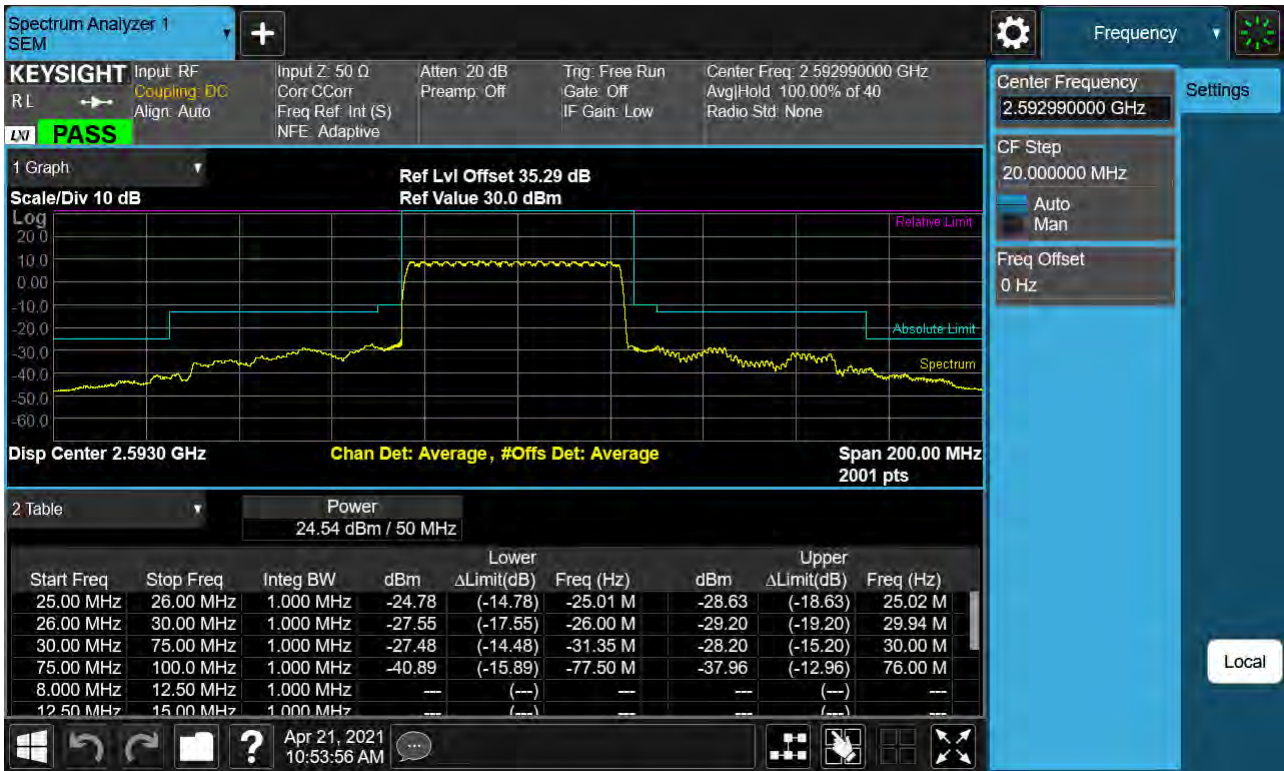 Spectrum Analyzer 1
SEM
+
Frequency
KEYSIGHT
RL
LXI PASS
Input: RF
Coupling: DC
Align: Auto
Input Z: 50 Ω
Corr CCorr
Freq Ref: Int (S)
NFE: Adaptive
Atten: 20 dB
Preamp: Off
Trig: Free Run
Gate: Off
IF Gain: Low
Center Freq: 2.592990000 GHz
Avg|Hold: 100.00% of 40
Radio Std: None
Center Frequency
2.592990000 GHz
Settings
CF Step
20.000000 MHz
Auto
Man
Freq Offset
0 Hz
Local
1 Graph
Scale/Div 10 dB
Ref Lvl Offset 35.29 dB
Ref Value 30.0 dBm
Log
20.0
10.0
0.00
-10.0
-20.0
-30.0
-40.0
-50.0
-60.0
Relative Limit
Absolute Limit
Spectrum
Disp Center 2.5930 GHz
Chan Det: Average, #Offs Det: Average
Span 200.00 MHz
2001 pts
2 Table
Power
24.54 dBm / 50 MHz
Lower Upper
Start Freq Stop Freq Integ BW dBm ΔLimit(dB) Freq (Hz) dBm ΔLimit(dB) Freq (Hz)
25.00 MHz 26.00 MHz 1.000 MHz -24.78 (-14.78) -25.01 M -28.63 (-18.63) 25.02 M
26.00 MHz 30.00 MHz 1.000 MHz -27.55 (-17.55) -26.00 M -29.20 (-19.20) 29.94 M
30.00 MHz 75.00 MHz 1.000 MHz -27.48 (-14.48) -31.35 M -28.20 (-15.20) 30.00 M
75.00 MHz 100.0 MHz 1.000 MHz -40.89 (-15.89) -77.50 M -37.96 (-12.96) 76.00 M
8.000 MHz 12.50 MHz 1.000 MHz --- (---) --- --- (---) ---
12.50 MHz 15.00 MHz 1.000 MHz --- (---) --- --- (---) ---
?
Apr 21, 2021
10:53:56 AM